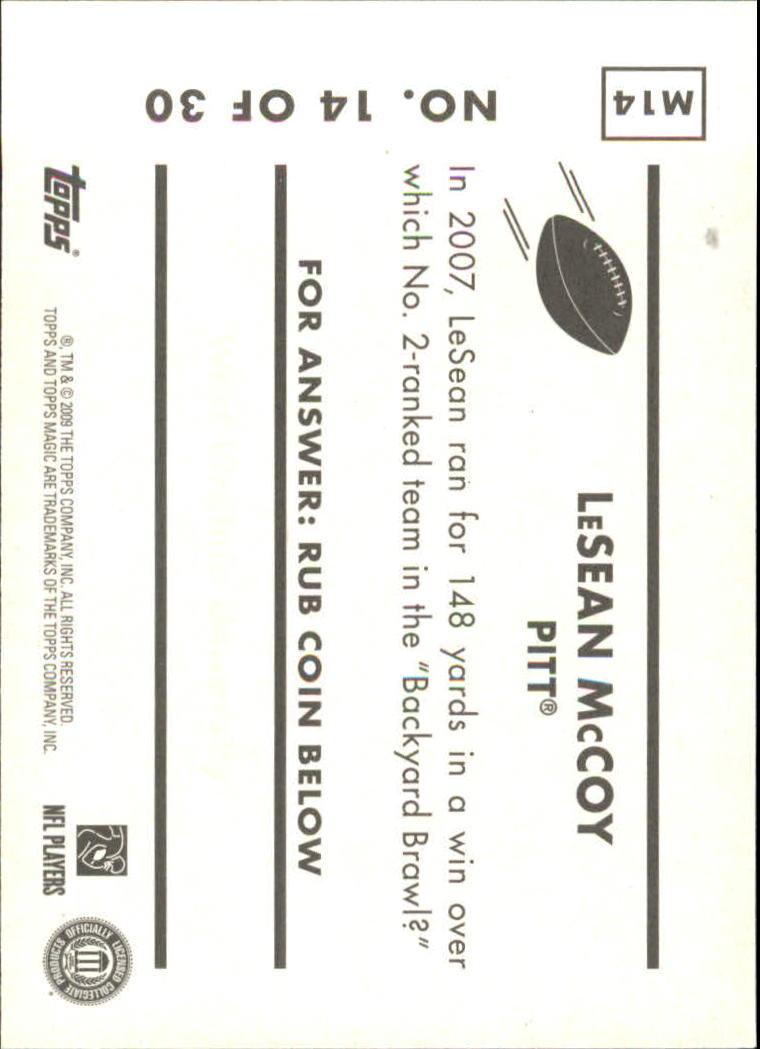 M14
NO. 14 OF 30
LESEAN MCCOY
PITT®
In 2007, LeSean ran for 148 yards in a win over
which No. 2-ranked team in the "Backyard Brawl?"
FOR ANSWER: RUB COIN BELOW
West Virginia University
topps®
®, TM & © 2009 THE TOPPS COMPANY, INC. ALL RIGHTS RESERVED.
TOPPS AND TOPPS MAGIC ARE TRADEMARKS OF THE TOPPS COMPANY, INC.
NFL PLAYERS
OFFICIALLY LICENSED COLLEGIATE PRODUCTS